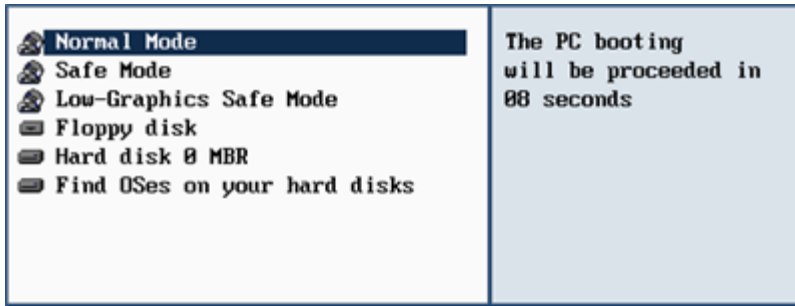 Normal Mode
Safe Mode
Low-Graphics Safe Mode
Floppy disk
Hard disk 0 MBR
Find OSes on your hard disks
The PC booting
will be proceeded in
08 seconds